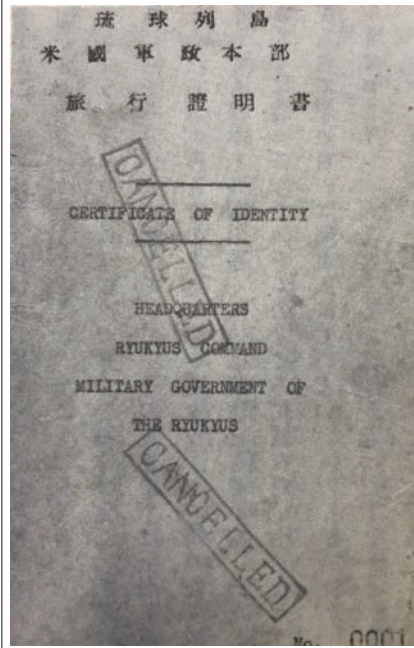 琉球列島
米國軍政本部
旅行證明書
CERTIFICATE OF IDENTITY
CANCELLED
HEADQUARTERS
RYUKYUS COMMAND
MILITARY GOVERNMENT OF
THE RYUKYUS
CANCELLED
No. 0001